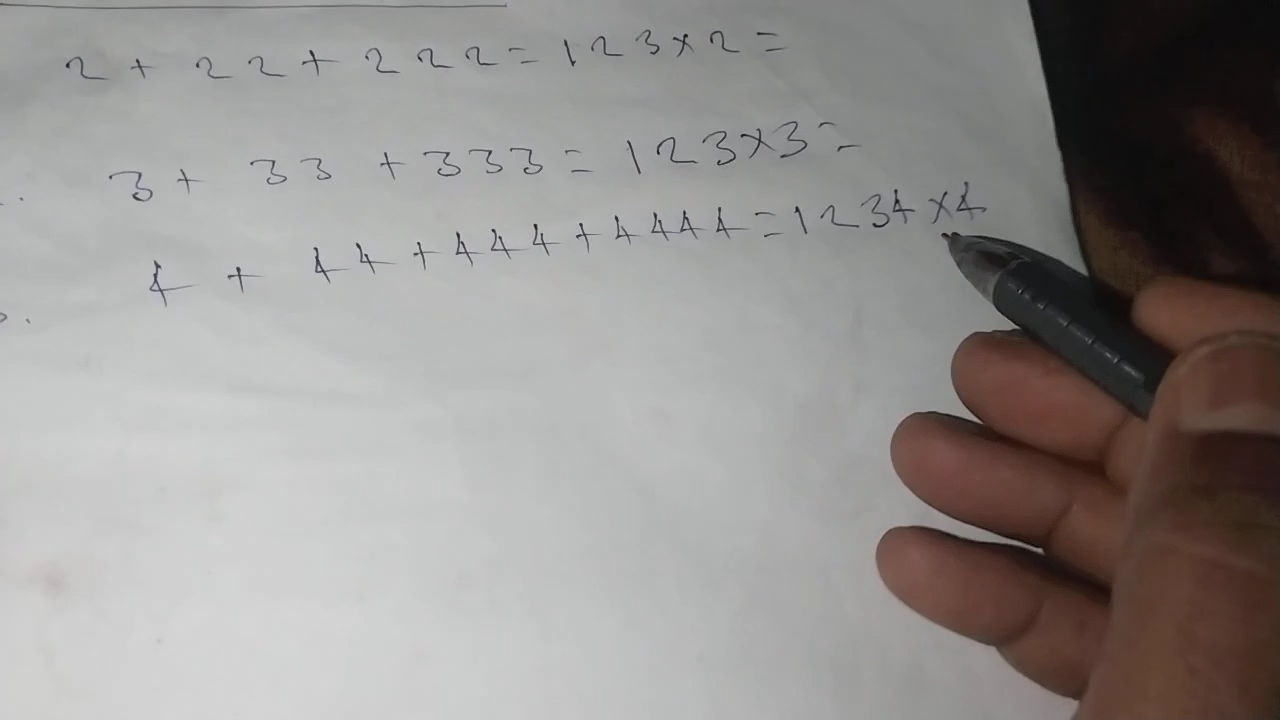 2 + 22 + 222 = 123 × 2 =
3 + 33 + 333 = 123 × 3 =
4 + 44 + 444 + 4444 = 1234 × 4